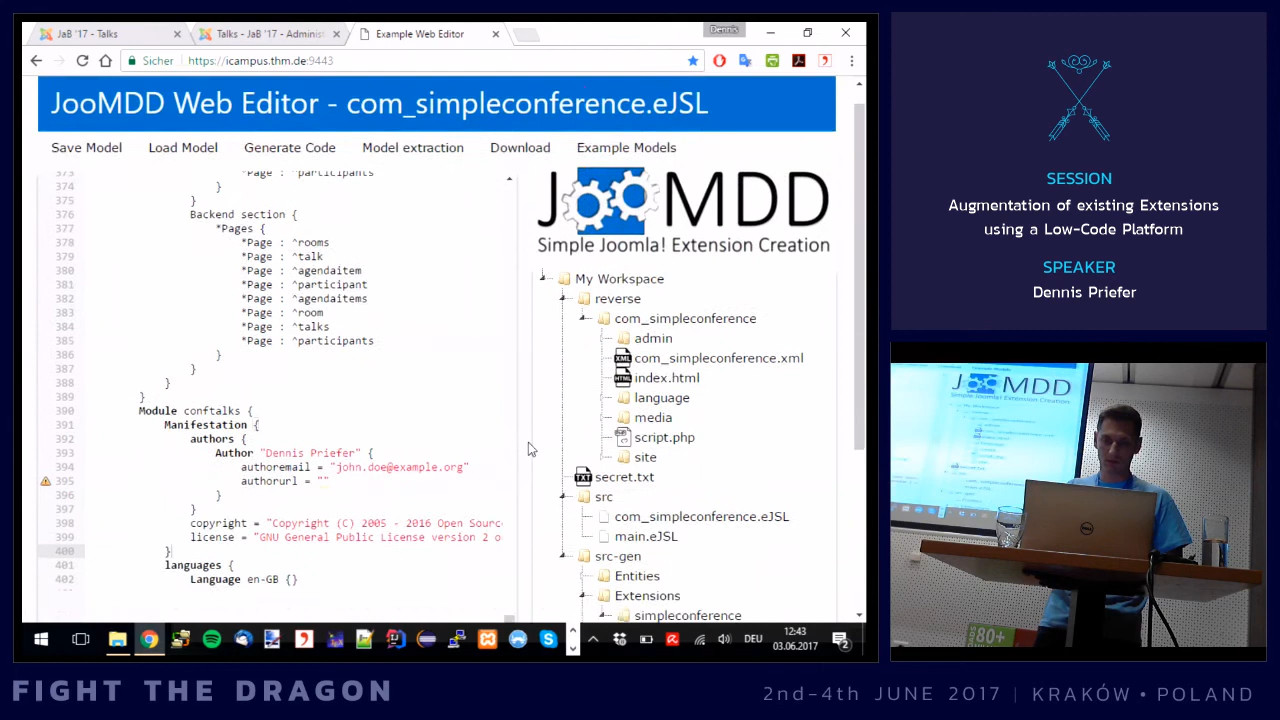 JaB '17 - Talks
Talks - JaB '17 - Administ
Example Web Editor
Dennis
Sicher
https://icampus.thm.de:9443
JooMDD Web Editor - com_simpleconference.eJSL
Save Model
Load Model
Generate Code
Model extraction
Download
Example Models
373 *Page : ^participants
374 }
375 }
376 Backend section {
377 *Pages {
378 *Page : ^rooms
379 *Page : ^talk
380 *Page : ^agendaitem
381 *Page : ^participant
382 *Page : ^agendaitems
383 *Page : ^room
384 *Page : ^talks
385 *Page : ^participants
386 }
387 }
388 }
389 }
390 Module conftalks {
391 Manifestation {
392 authors {
393 Author "Dennis Priefer" {
394 authoremail = "john.doe@example.org"
395 authorurl = ""
396 }
397 }
398 copyright = "Copyright (C) 2005 - 2016 Open Sourc
399 license = "GNU General Public License version 2 o
400 }
401 languages {
402 Language en-GB {}
JOOMDD
Simple Joomla! Extension Creation
My Workspace
reverse
com_simpleconference
admin
com_simpleconference.xml
index.html
language
media
script.php
site
secret.txt
src
com_simpleconference.eJSL
main.eJSL
src-gen
Entities
Extensions
simpleconference
DEU
12:43
03.06.2017
2
SESSION
Augmentation of existing Extensions
using a Low-Code Platform
SPEAKER
Dennis Priefer
JOOMDD
Simple Joomla! Extension Creation
DELL
80+
FIGHT THE DRAGON
2nd-4th JUNE 2017 | KRAKÓW • POLAND